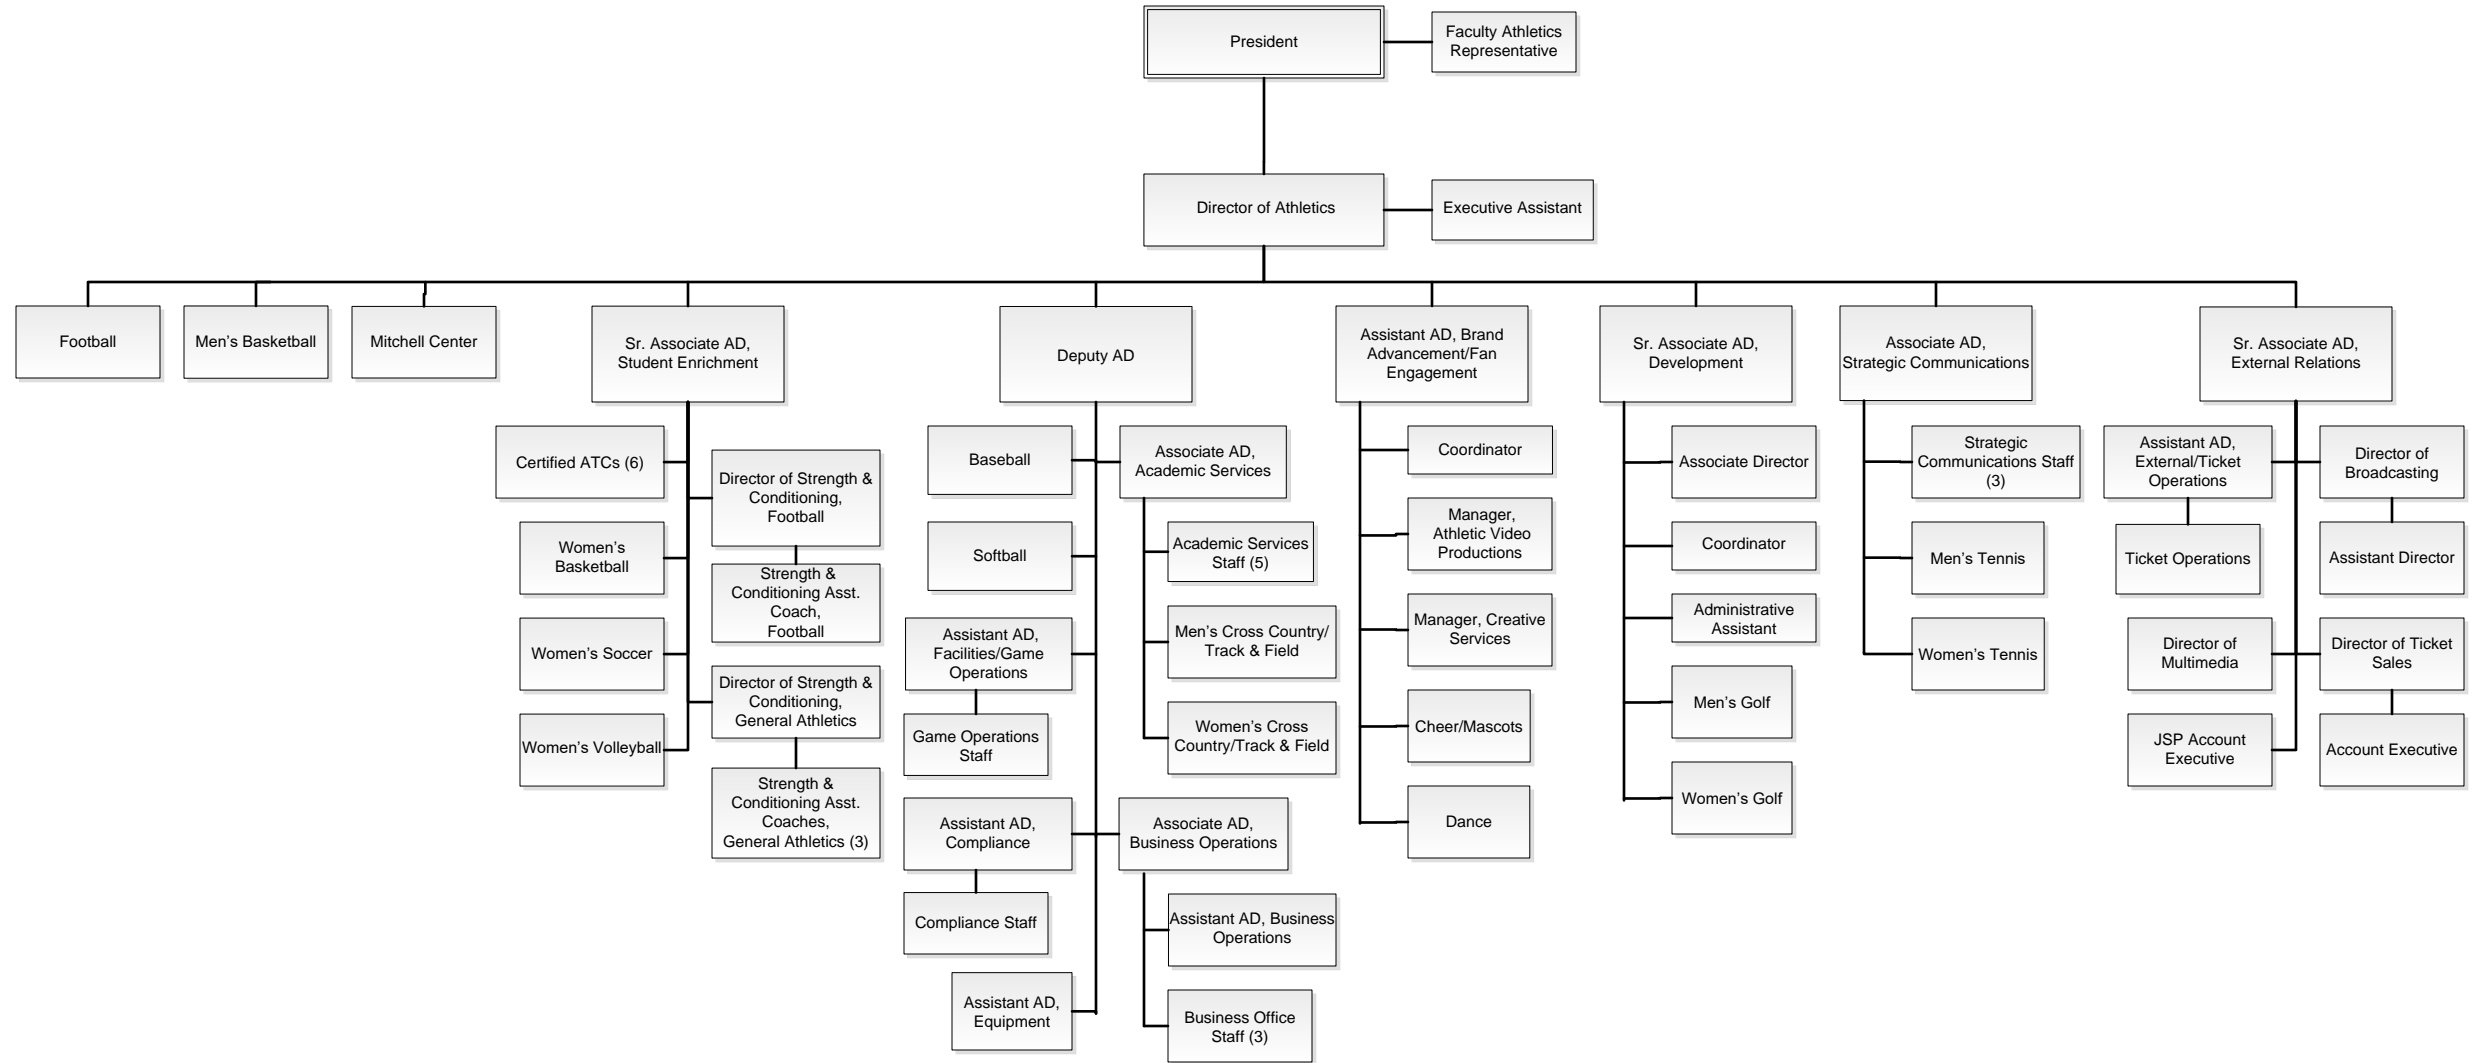 President
Faculty Athletics
Representative
Director of Athletics
Executive Assistant
Football
Men’s Basketball
Mitchell Center
Sr. Associate AD,
Student Enrichment
Deputy AD
Assistant AD, Brand
Advancement/Fan
Engagement
Sr. Associate AD,
Development
Associate AD,
Strategic Communications
Sr. Associate AD,
External Relations
Certified ATCs (6)
Director of Strength &
Conditioning,
Football
Women’s
Basketball
Strength &
Conditioning Asst.
Coach,
Football
Women’s Soccer
Director of Strength &
Conditioning,
General Athletics
Women’s Volleyball
Strength &
Conditioning Asst.
Coaches,
General Athletics (3)
Baseball
Associate AD,
Academic Services
Softball
Academic Services
Staff (5)
Assistant AD,
Facilities/Game
Operations
Men’s Cross Country/
Track & Field
Game Operations
Staff
Women’s Cross
Country/Track & Field
Assistant AD,
Compliance
Associate AD,
Business Operations
Compliance Staff
Assistant AD, Business
Operations
Assistant AD,
Equipment
Business Office
Staff (3)
Coordinator
Manager,
Athletic Video
Productions
Manager, Creative
Services
Cheer/Mascots
Dance
Associate Director
Coordinator
Administrative
Assistant
Men’s Golf
Women’s Golf
Strategic
Communications Staff
(3)
Men’s Tennis
Women’s Tennis
Assistant AD,
External/Ticket
Operations
Director of
Broadcasting
Ticket Operations
Assistant Director
Director of
Multimedia
Director of Ticket
Sales
JSP Account
Executive
Account Executive